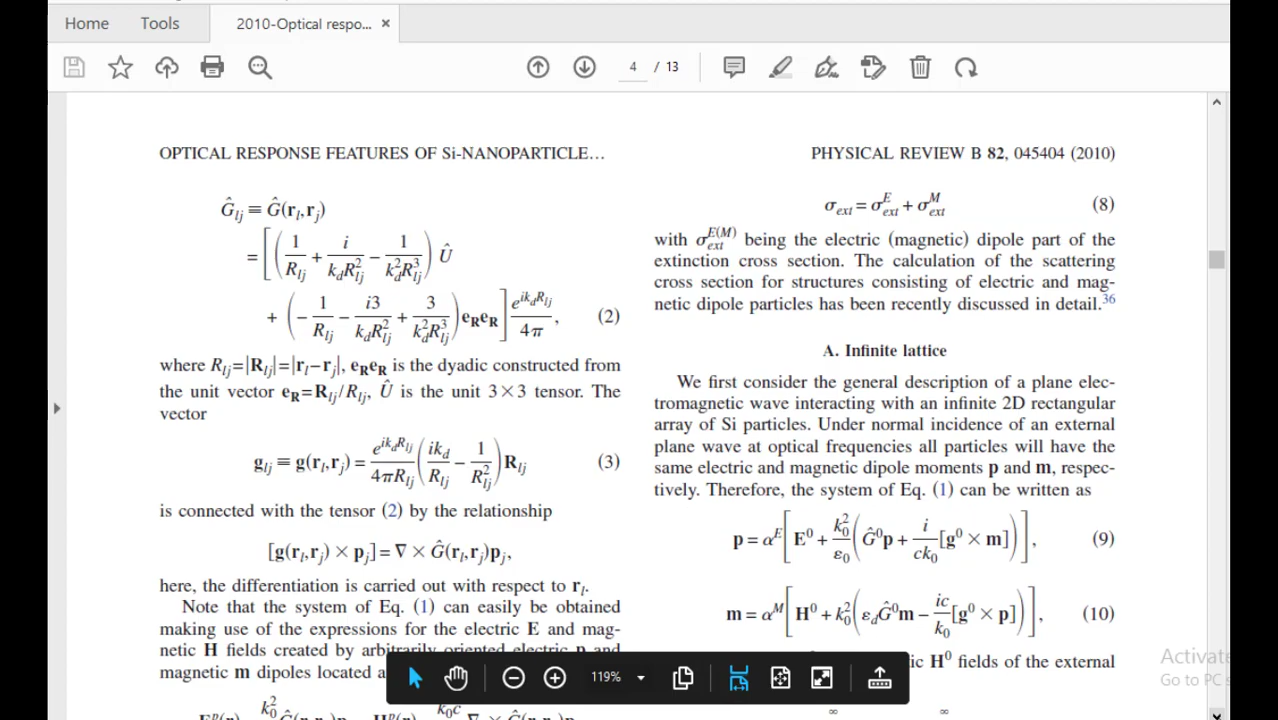 Home Tools 2010-Optical respo... ×
4 / 13
OPTICAL RESPONSE FEATURES OF Si-NANOPARTICLE…
Ĝ_lj ≡ Ĝ(r_l,r_j)
= [ ( 1/R_lj + i/(k_d R_lj^2) − 1/(k_d^2 R_lj^3) ) Û
+ ( − 1/R_lj − i3/(k_d R_lj^2) + 3/(k_d^2 R_lj^3) ) e_R e_R ] e^{ik_d R_lj}/4π, (2)
where R_lj=|R_lj|=|r_l−r_j|, e_Re_R is the dyadic constructed from
the unit vector e_R=R_lj/R_lj, Û is the unit 3×3 tensor. The
vector
g_lj ≡ g(r_l,r_j) = e^{ik_d R_lj}/(4πR_lj) ( ik_d/R_lj − 1/R_lj^2 ) R_lj (3)
is connected with the tensor (2) by the relationship
[g(r_l,r_j) × p_j] = ∇ × Ĝ(r_l,r_j)p_j,
here, the differentiation is carried out with respect to r_l.
Note that the system of Eq. (1) can easily be obtained
making use of the expressions for the electric E and mag-
netic H fields created by arbitrarily oriented electric p and
magnetic m dipoles located a
PHYSICAL REVIEW B 82, 045404 (2010)
σ_ext = σ_ext^E + σ_ext^M (8)
with σ_ext^{E(M)} being the electric (magnetic) dipole part of the
extinction cross section. The calculation of the scattering
cross section for structures consisting of electric and mag-
netic dipole particles has been recently discussed in detail.36
A. Infinite lattice
We first consider the general description of a plane elec-
tromagnetic wave interacting with an infinite 2D rectangular
array of Si particles. Under normal incidence of an external
plane wave at optical frequencies all particles will have the
same electric and magnetic dipole moments p and m, respec-
tively. Therefore, the system of Eq. (1) can be written as
p = α^E [ E^0 + k_0^2/ε_0 ( Ĝ^0p + i/(ck_0) [g^0 × m] ) ], (9)
m = α^M [ H^0 + k_0^2 ( ε_d Ĝ^0m − ic/k_0 [g^0 × p] ) ], (10)
ic H^0 fields of the external
119%
Activate
Go to PC s